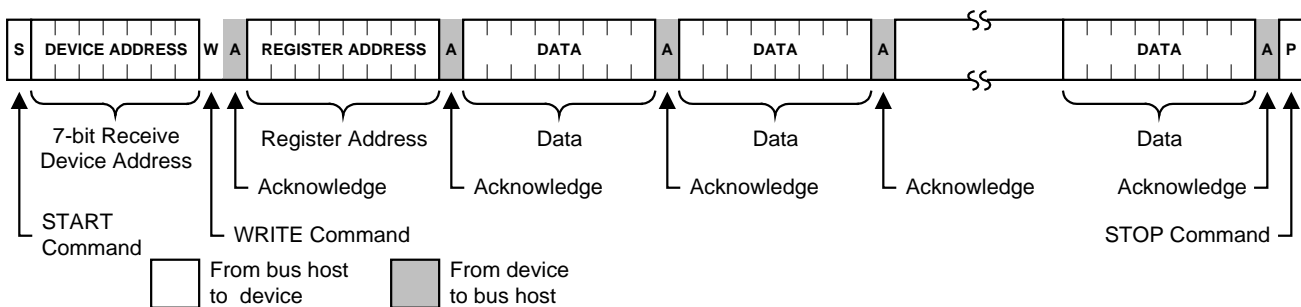 S DEVICE ADDRESS W A REGISTER ADDRESS A DATA A DATA A DATA A P
7-bit Receive
Device Address
Register Address
Data
Data
Data
Acknowledge
Acknowledge
Acknowledge
Acknowledge
Acknowledge
START
Command
WRITE Command
STOP Command
From bus host
to device
From device
to bus host